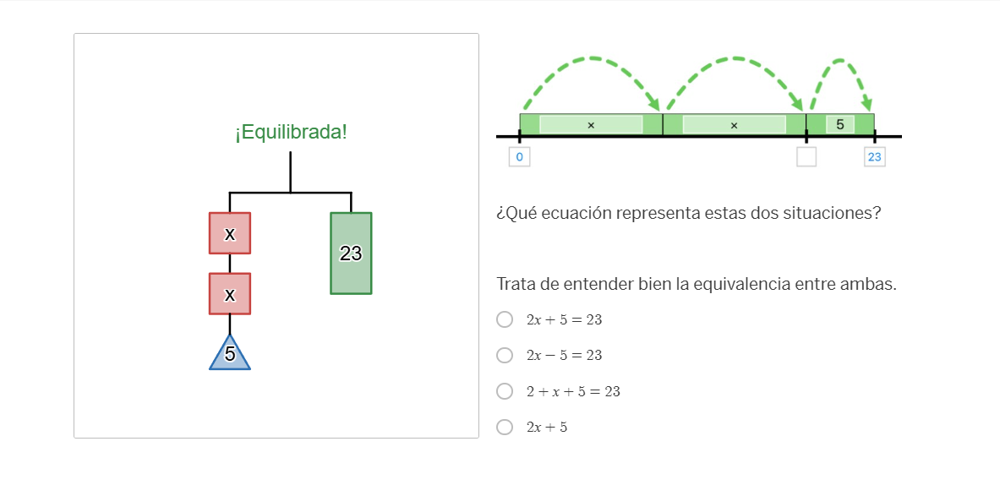 ¡Equilibrada!
x
x
5
23
x
x
5
0
23
¿Qué ecuación representa estas dos situaciones?
Trata de entender bien la equivalencia entre ambas.
2x + 5 = 23
2x − 5 = 23
2 + x + 5 = 23
2x + 5